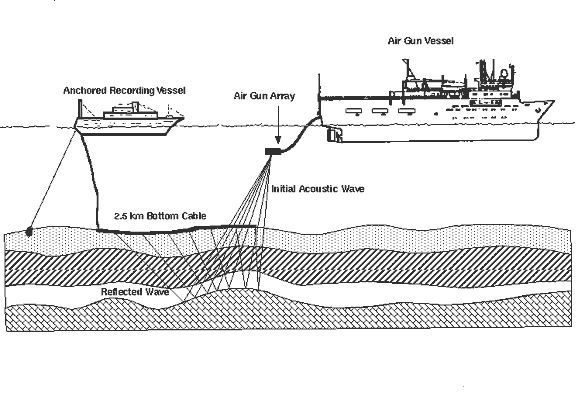 Air Gun Vessel
Anchored Recording Vessel
Air Gun Array
Initial Acoustic Wave
2.5 km Bottom Cable
Reflected Wave